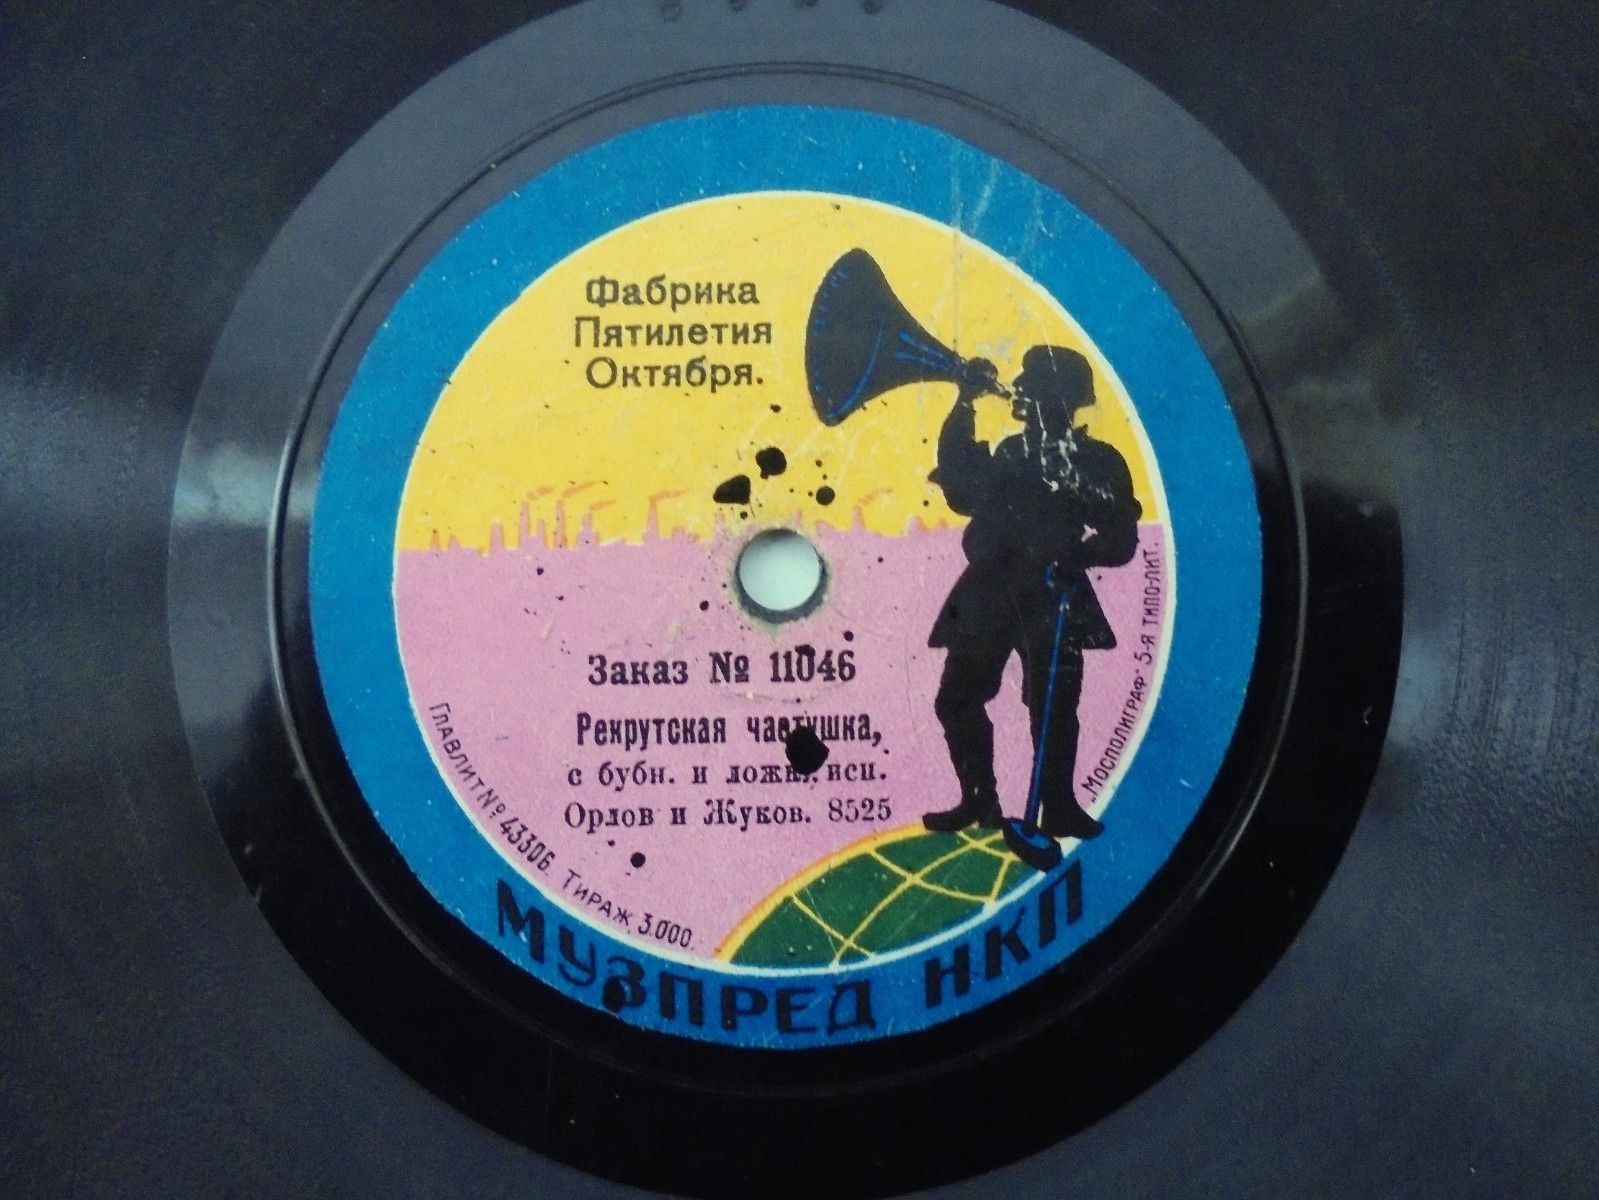 Фабрика
Пятилетия
Октября.
Заказ № 11046
Рекрутская частушка,
с бубн. и ложк. исп.
Орлов и Жуков. 8525
Главлит № 43306. Тираж 3.000.
„Мосполиграф“ 5-я типо-лит.
МУЗПРЕД НКП